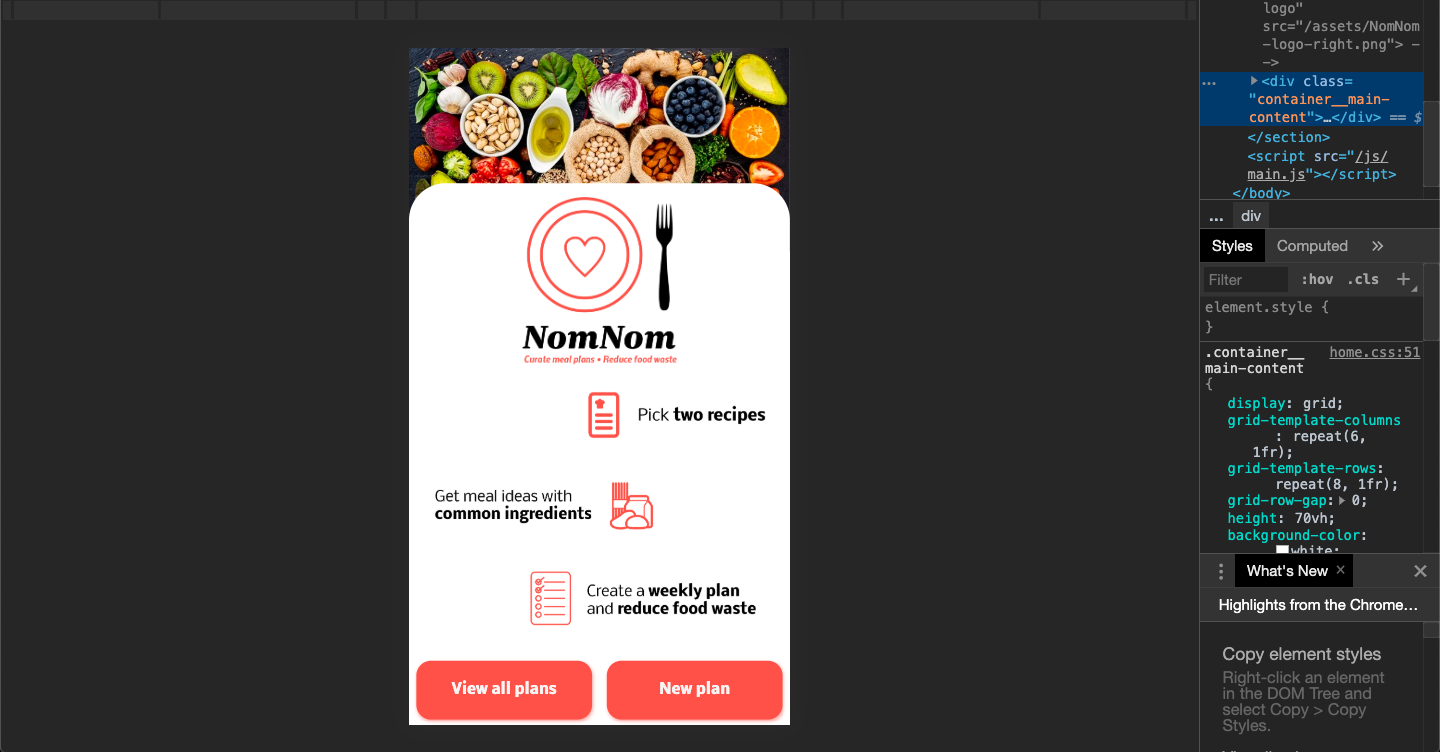 NomNom
Curate meal plans • Reduce food waste
Pick two recipes
Get meal ideas with
common ingredients
Create a weekly plan
and reduce food waste
View all plans
New plan
logo"
src="/assets/NomNom
-logo-right.png"> -
->
… <div class=
"container__main-
content">…</div> == $
</section>
<script src="/js/
main.js"></script>
</body>
... div
Styles Computed »
Filter :hov .cls +
element.style {
}
.container__ home.css:51
main-content
{
display: grid;
grid-template-columns
: repeat(6,
1fr);
grid-template-rows:
repeat(8, 1fr);
grid-row-gap: 0;
height: 70vh;
background-color:
white;
What's New ×
Highlights from the Chrome…
Copy element styles
Right-click an element
in the DOM Tree and
select Copy > Copy
Styles.